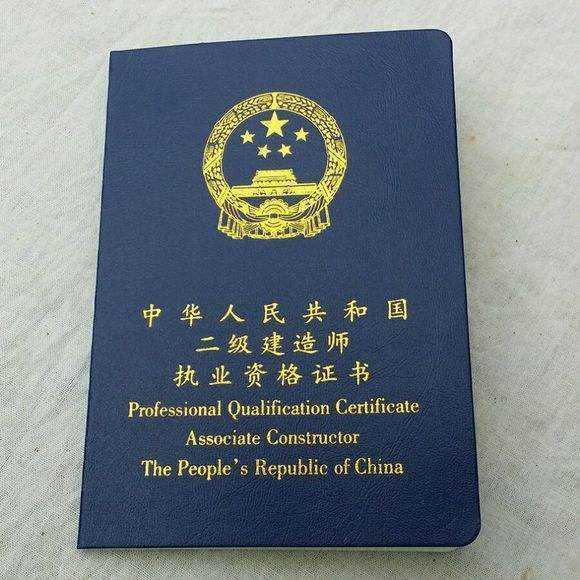 中华人民共和国
二级建造师
执业资格证书
Professional Qualification Certificate
Associate Constructor
The People's Republic of China